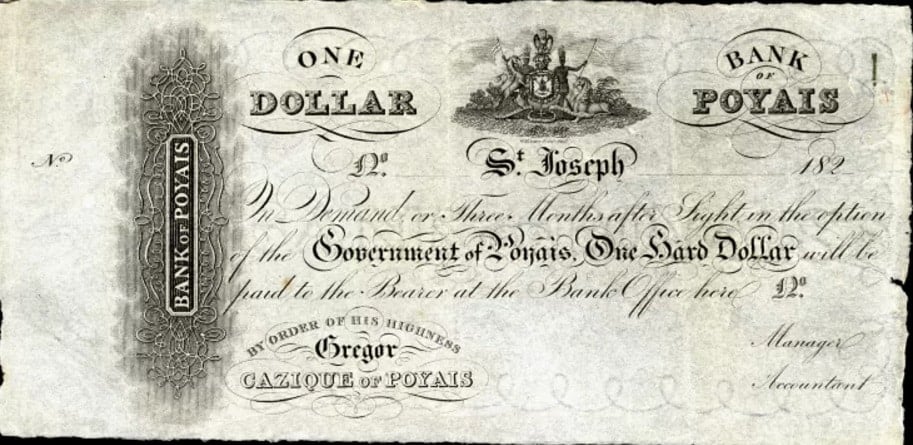 ONE
DOLLAR
BANK
OF
POYAIS
BANK OF POYAIS
No
No.
St. Joseph
182
On Demand, or Three Months after Sight in the option
of the Government of Poyais, One Hard Dollar will be
paid to the Bearer at the Bank Office here No.
BY ORDER OF HIS HIGHNESS
Gregor
CAZIQUE OF POYAIS
Manager
Accountant